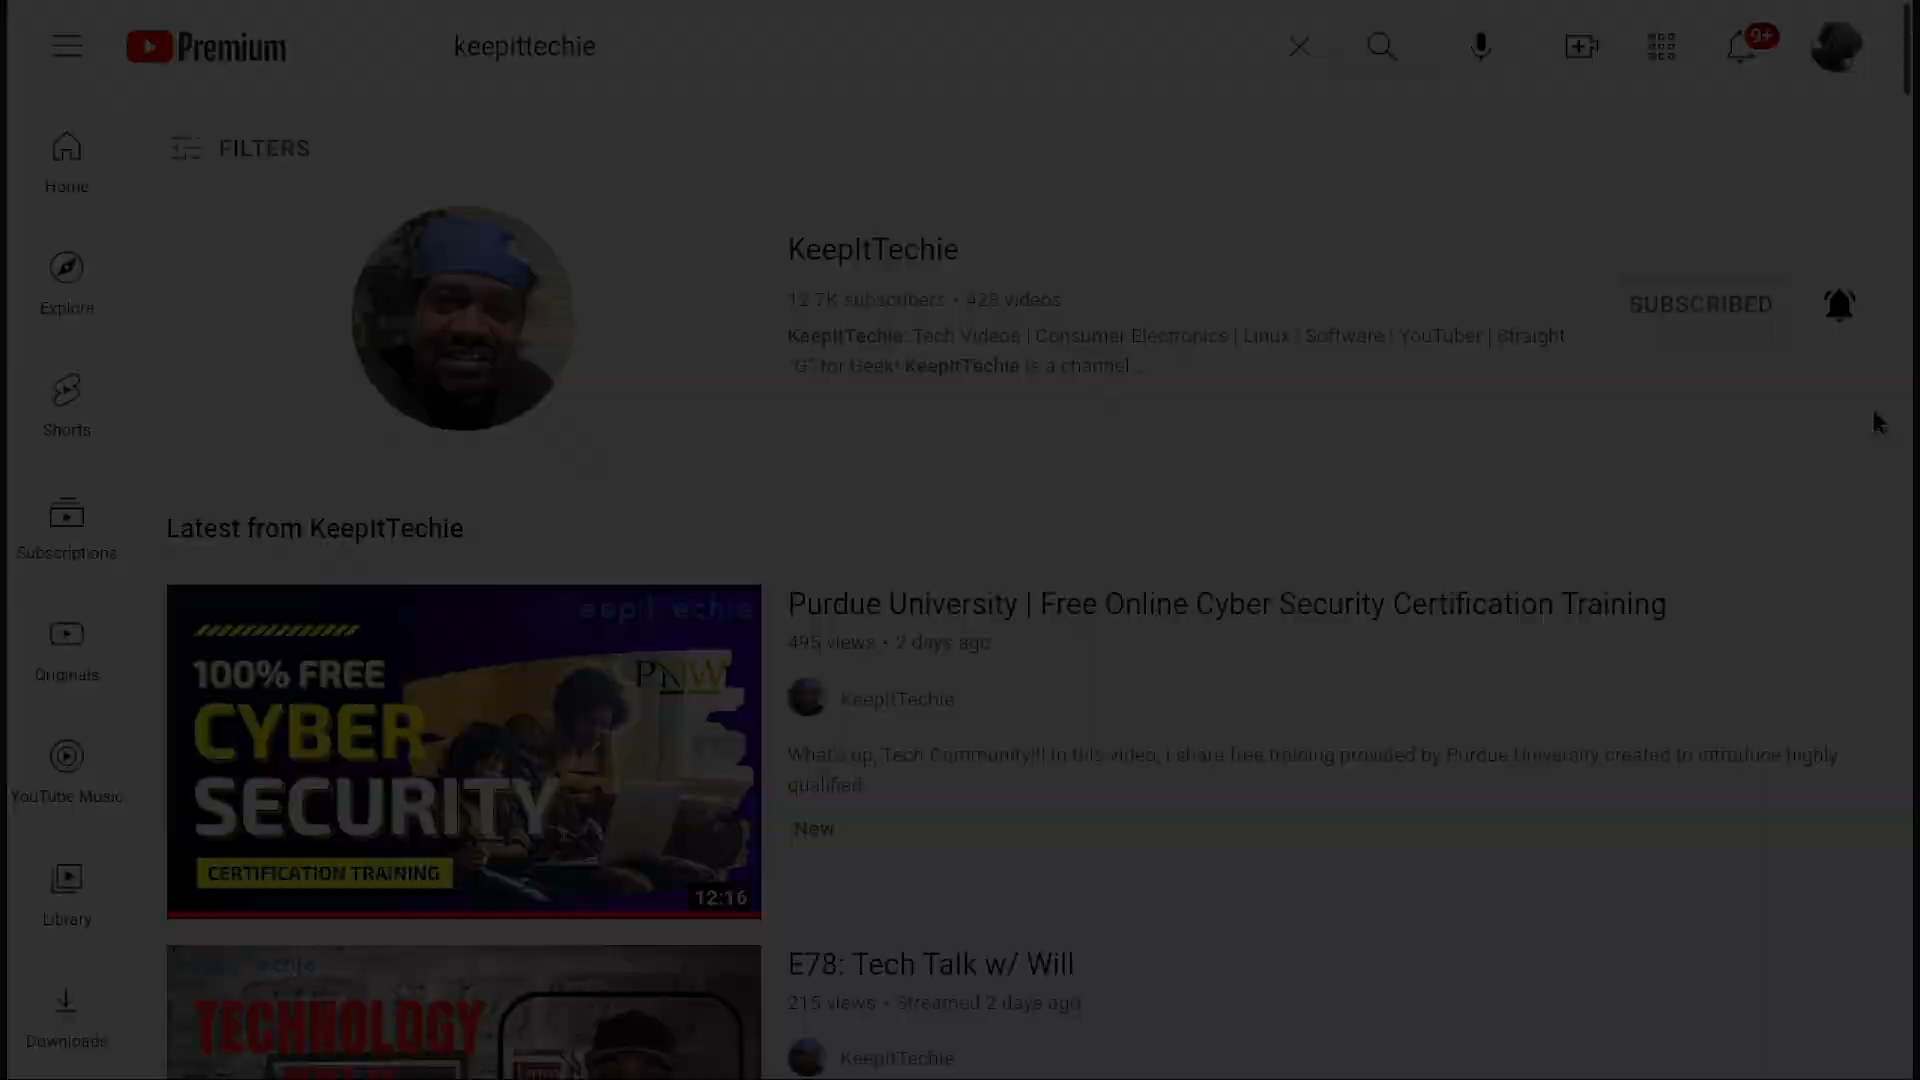 Premium
keepittechie
9+
Home
Explore
Shorts
Subscriptions
Originals
YouTube Music
Library
Downloads
FILTERS
KeepItTechie
12.7K subscribers • 428 videos
KeepItTechie: Tech Videos | Consumer Electronics | Linux | Software | YouTuber | Straight
"G" for Geek! KeepItTechie is a channel ...
SUBSCRIBED
Latest from KeepItTechie
100% FREE
CYBER
SECURITY
CERTIFICATION TRAINING
PNW
12:16
Purdue University | Free Online Cyber Security Certification Training
495 views • 2 days ago
KeepItTechie
What's up, Tech Community!!! In this video, I share free training provided by Purdue University created to introduce highly
qualified
New
TECHNOLOGY
E78: Tech Talk w/ Will
215 views • Streamed 2 days ago
KeepItTechie